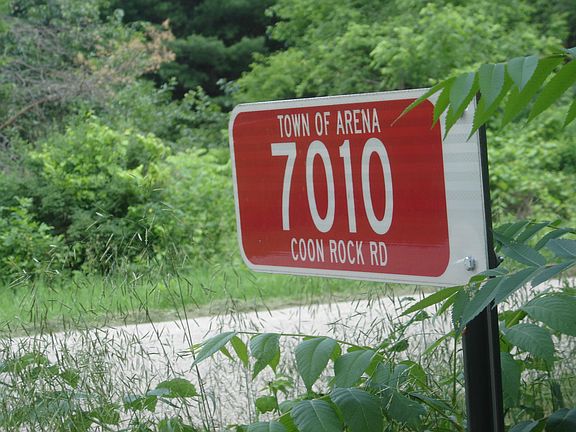 TOWN OF ARENA
7010
COON ROCK RD